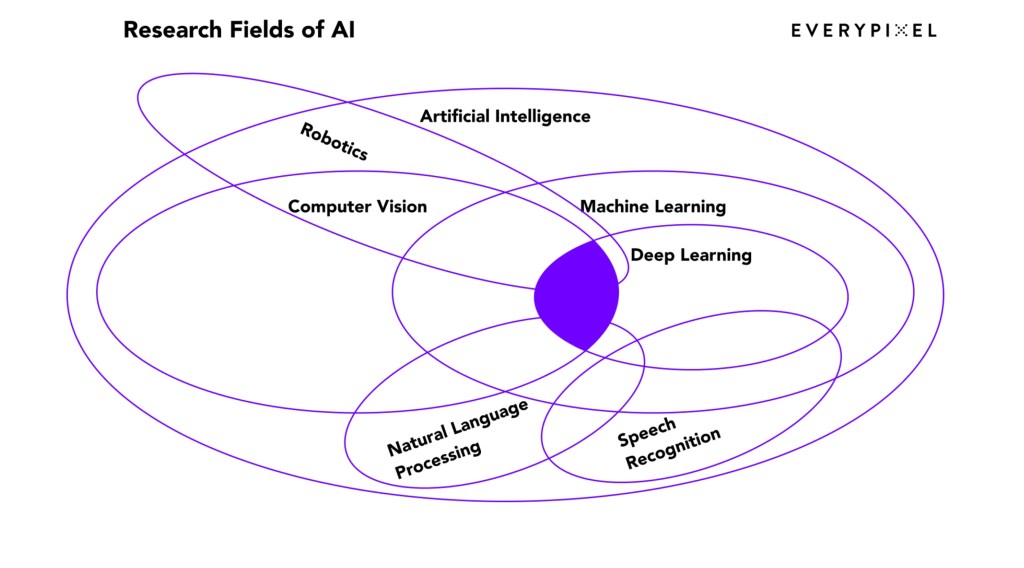 Research Fields of AI
EVERYPIXEL
Artificial Intelligence
Robotics
Computer Vision
Machine Learning
Deep Learning
Natural Language
Processing
Speech
Recognition